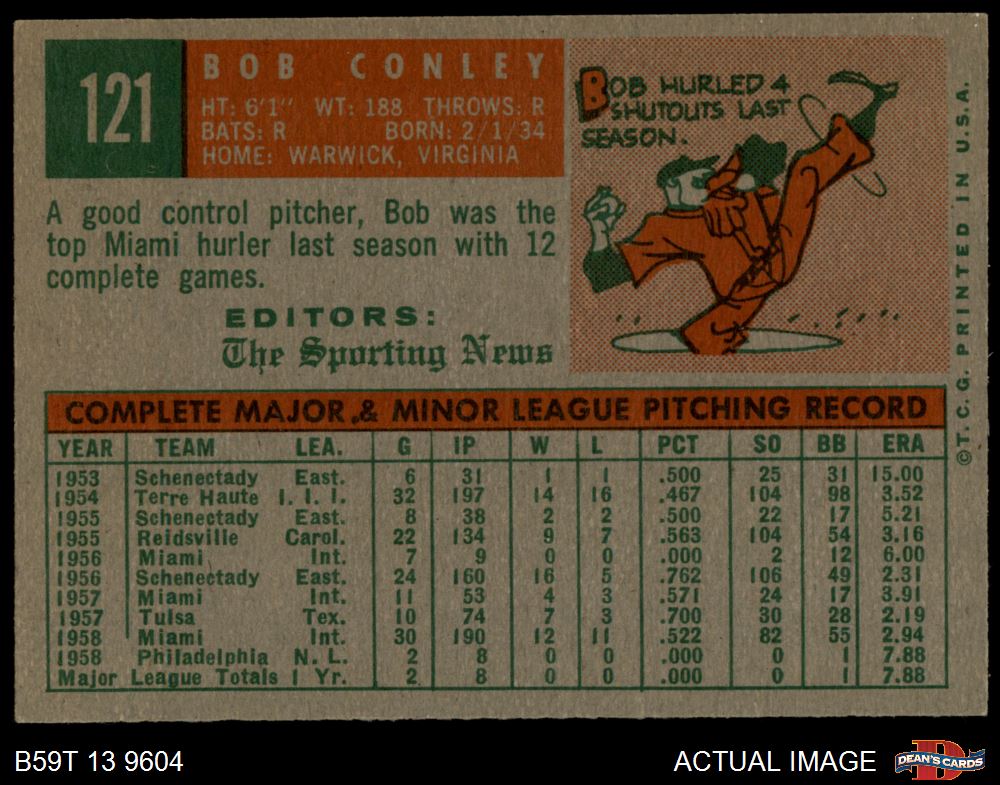 121
BOB CONLEY
HT: 6'1" WT: 188 THROWS: R
BATS: R BORN: 2/1/34
HOME: WARWICK, VIRGINIA
BOB HURLED 4
SHUTOUTS LAST
SEASON.
A good control pitcher, Bob was the
top Miami hurler last season with 12
complete games.
EDITORS:
The Sporting News
©T.C.G. PRINTED IN U.S.A.
COMPLETE MAJOR & MINOR LEAGUE PITCHING RECORD
YEAR TEAM LEA. G IP W L PCT SO BB ERA
1953 Schenectady East. 6 31 1 1 .500 25 31 15.00
1954 Terre Haute I. I. I. 32 197 14 16 .467 104 98 3.52
1955 Schenectady East. 8 38 2 2 .500 22 17 5.21
1955 Reidsville Carol. 22 134 9 7 .563 104 54 3.16
1956 Miami Int. 7 9 0 0 .000 2 12 6.00
1956 Schenectady East. 24 160 16 5 .762 106 49 2.31
1957 Miami Int. 11 53 4 3 .571 24 17 3.91
1957 Tulsa Tex. 10 74 7 3 .700 30 28 2.19
1958 Miami Int. 30 190 12 11 .522 82 55 2.94
1958 Philadelphia N. L. 2 8 0 0 .000 0 1 7.88
Major League Totals 1 Yr. 2 8 0 0 .000 0 1 7.88
B59T 13 9604
ACTUAL IMAGE
DEAN'S CARDS